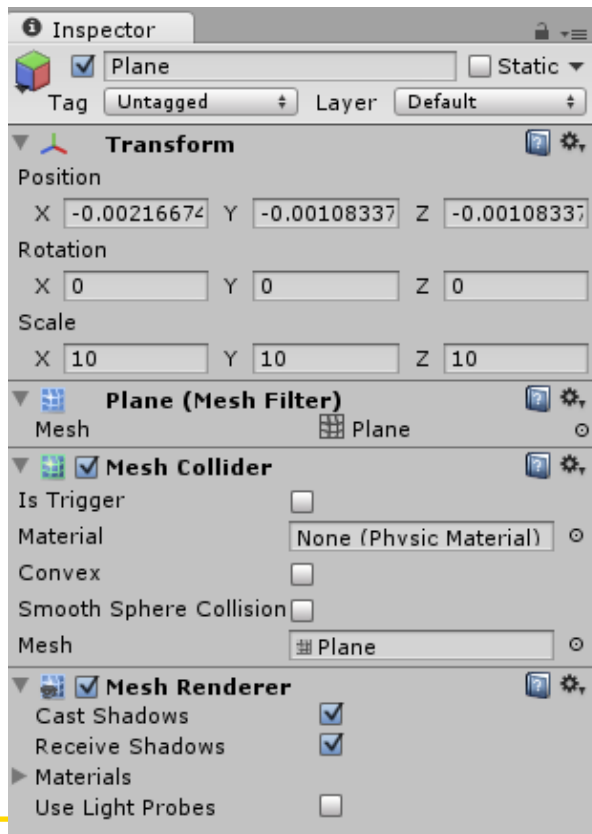 Inspector
Plane Static
Tag Untagged Layer Default
Transform
Position
X -0.00216674 Y -0.00108337 Z -0.00108337
Rotation
X 0 Y 0 Z 0
Scale
X 10 Y 10 Z 10
Plane (Mesh Filter)
Mesh Plane
Mesh Collider
Is Trigger
Material None (Physic Material)
Convex
Smooth Sphere Collision
Mesh Plane
Mesh Renderer
Cast Shadows
Receive Shadows
Materials
Use Light Probes